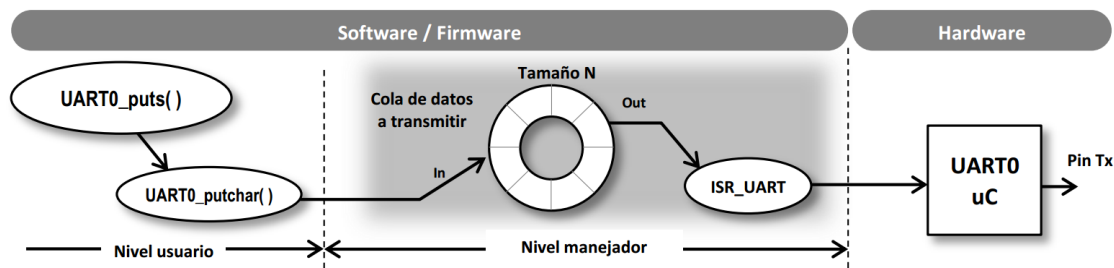 Software / Firmware
Hardware
UART0_puts( )
UART0_putchar( )
Cola de datos
a transmitir
Tamaño N
In
Out
ISR_UART
UART0
uC
Pin Tx
Nivel usuario
Nivel manejador